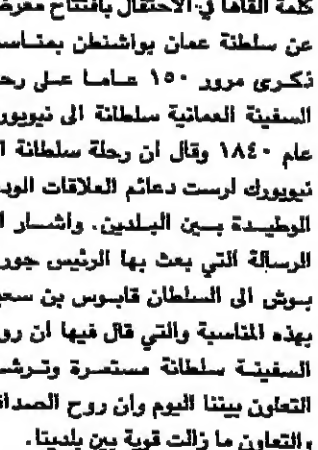 كلمة القاها في الاحتفال بافتتاح معرض
عن سلطنة عمان بواشنطن بمناسبة
ذكرى مرور ١٥٠ عاما على رحلة
السفينة العمانية سلطانة الى نيويورك
عام ١٨٤٠ وقال ان رحلة سلطانة الى
نيويورك ارست دعائم العلاقات الودية
الوطيدة بين البلدين. واشار الى
الرسالة التي بعث بها الرئيس جورج
بوش الى السلطان قابوس بن سعيد
بهذه المناسبة والتي قال فيها ان روح
السفينة سلطانة مستمرة وترشد
التعاون بيننا اليوم وان روح الصداقة
والتعاون ما زالت قوية بين بلدينا.